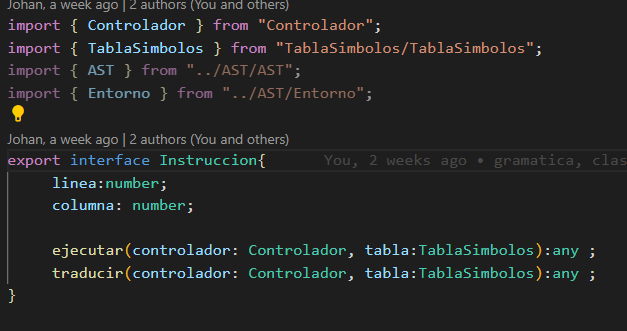 Johan, a week ago | 2 authors (You and others)
import { Controlador } from "Controlador";
import { TablaSimbolos } from "TablaSimbolos/TablaSimbolos";
import { AST } from "../AST/AST";
import { Entorno } from "../AST/Entorno";
Johan, a week ago | 2 authors (You and others)
export interface Instruccion{ You, 2 weeks ago • gramatica, clas
linea:number;
columna: number;
ejecutar(controlador: Controlador, tabla:TablaSimbolos):any ;
traducir(controlador: Controlador, tabla:TablaSimbolos):any ;
}